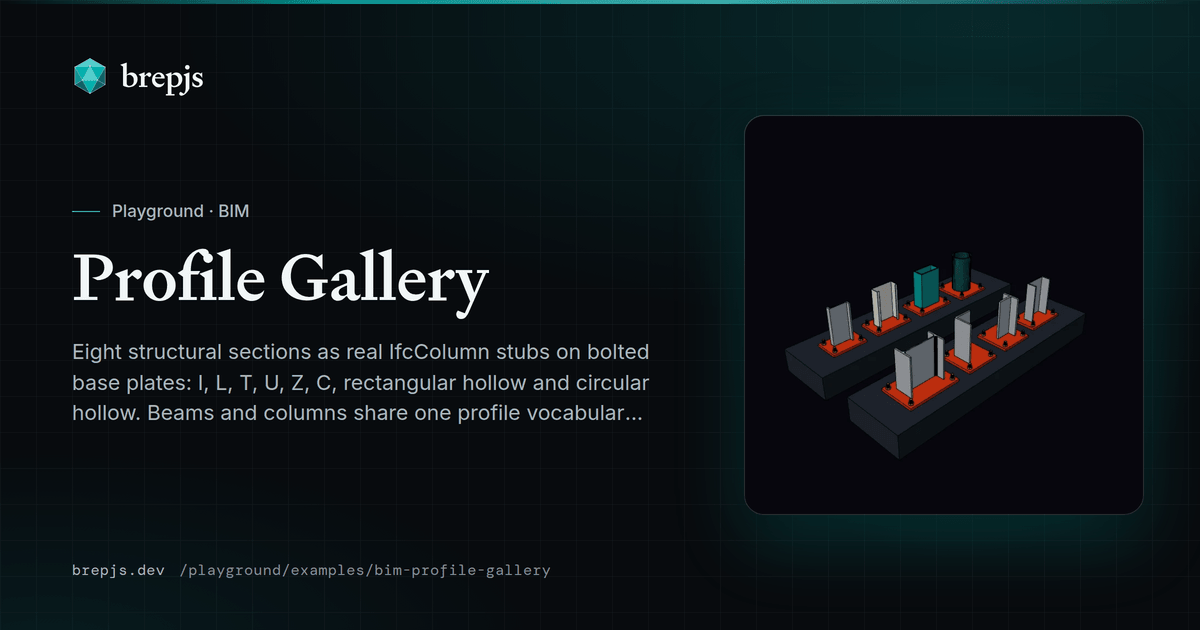 brepjs
Playground · BIM
Profile Gallery
Eight structural sections as real IfcColumn stubs on bolted
base plates: I, L, T, U, Z, C, rectangular hollow and circular
hollow. Beams and columns share one profile vocabular...
brepjs.dev /playground/examples/bim-profile-gallery